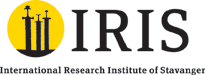 IRIS
International Research Institute of Stavanger